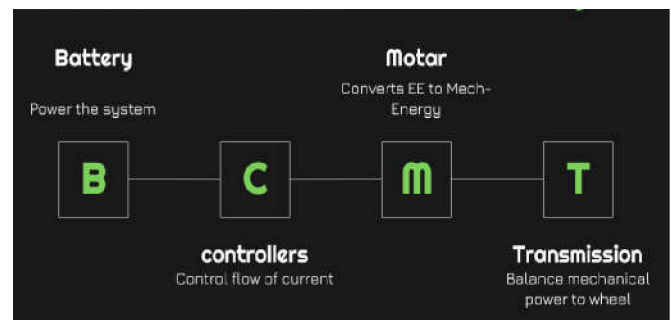 Battery
Motar
Power the system
Converts EE to Mech-
Energy
B
C
M
T
controllers
Control flow of current
Transmission
Balance mechanical
power to wheel